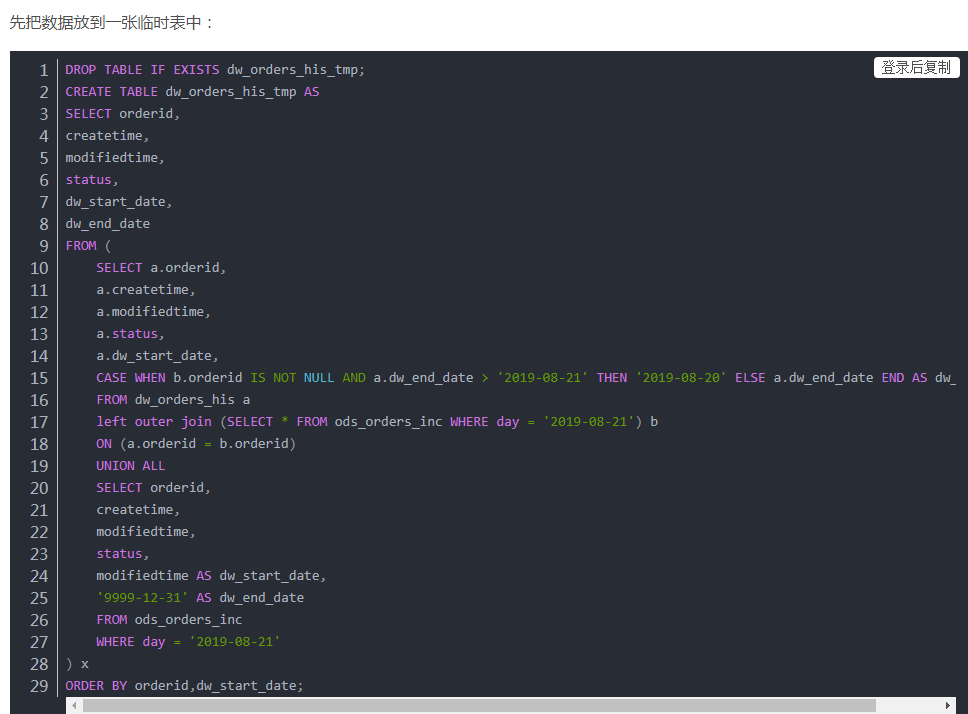 先把数据放到一张临时表中：
登录后复制
1 DROP TABLE IF EXISTS dw_orders_his_tmp;
2 CREATE TABLE dw_orders_his_tmp AS
3 SELECT orderid,
4 createtime,
5 modifiedtime,
6 status,
7 dw_start_date,
8 dw_end_date
9 FROM (
10 SELECT a.orderid,
11 a.createtime,
12 a.modifiedtime,
13 a.status,
14 a.dw_start_date,
15 CASE WHEN b.orderid IS NOT NULL AND a.dw_end_date > '2019-08-21' THEN '2019-08-20' ELSE a.dw_end_date END AS dw_
16 FROM dw_orders_his a
17 left outer join (SELECT * FROM ods_orders_inc WHERE day = '2019-08-21') b
18 ON (a.orderid = b.orderid)
19 UNION ALL
20 SELECT orderid,
21 createtime,
22 modifiedtime,
23 status,
24 modifiedtime AS dw_start_date,
25 '9999-12-31' AS dw_end_date
26 FROM ods_orders_inc
27 WHERE day = '2019-08-21'
28 ) x
29 ORDER BY orderid,dw_start_date;